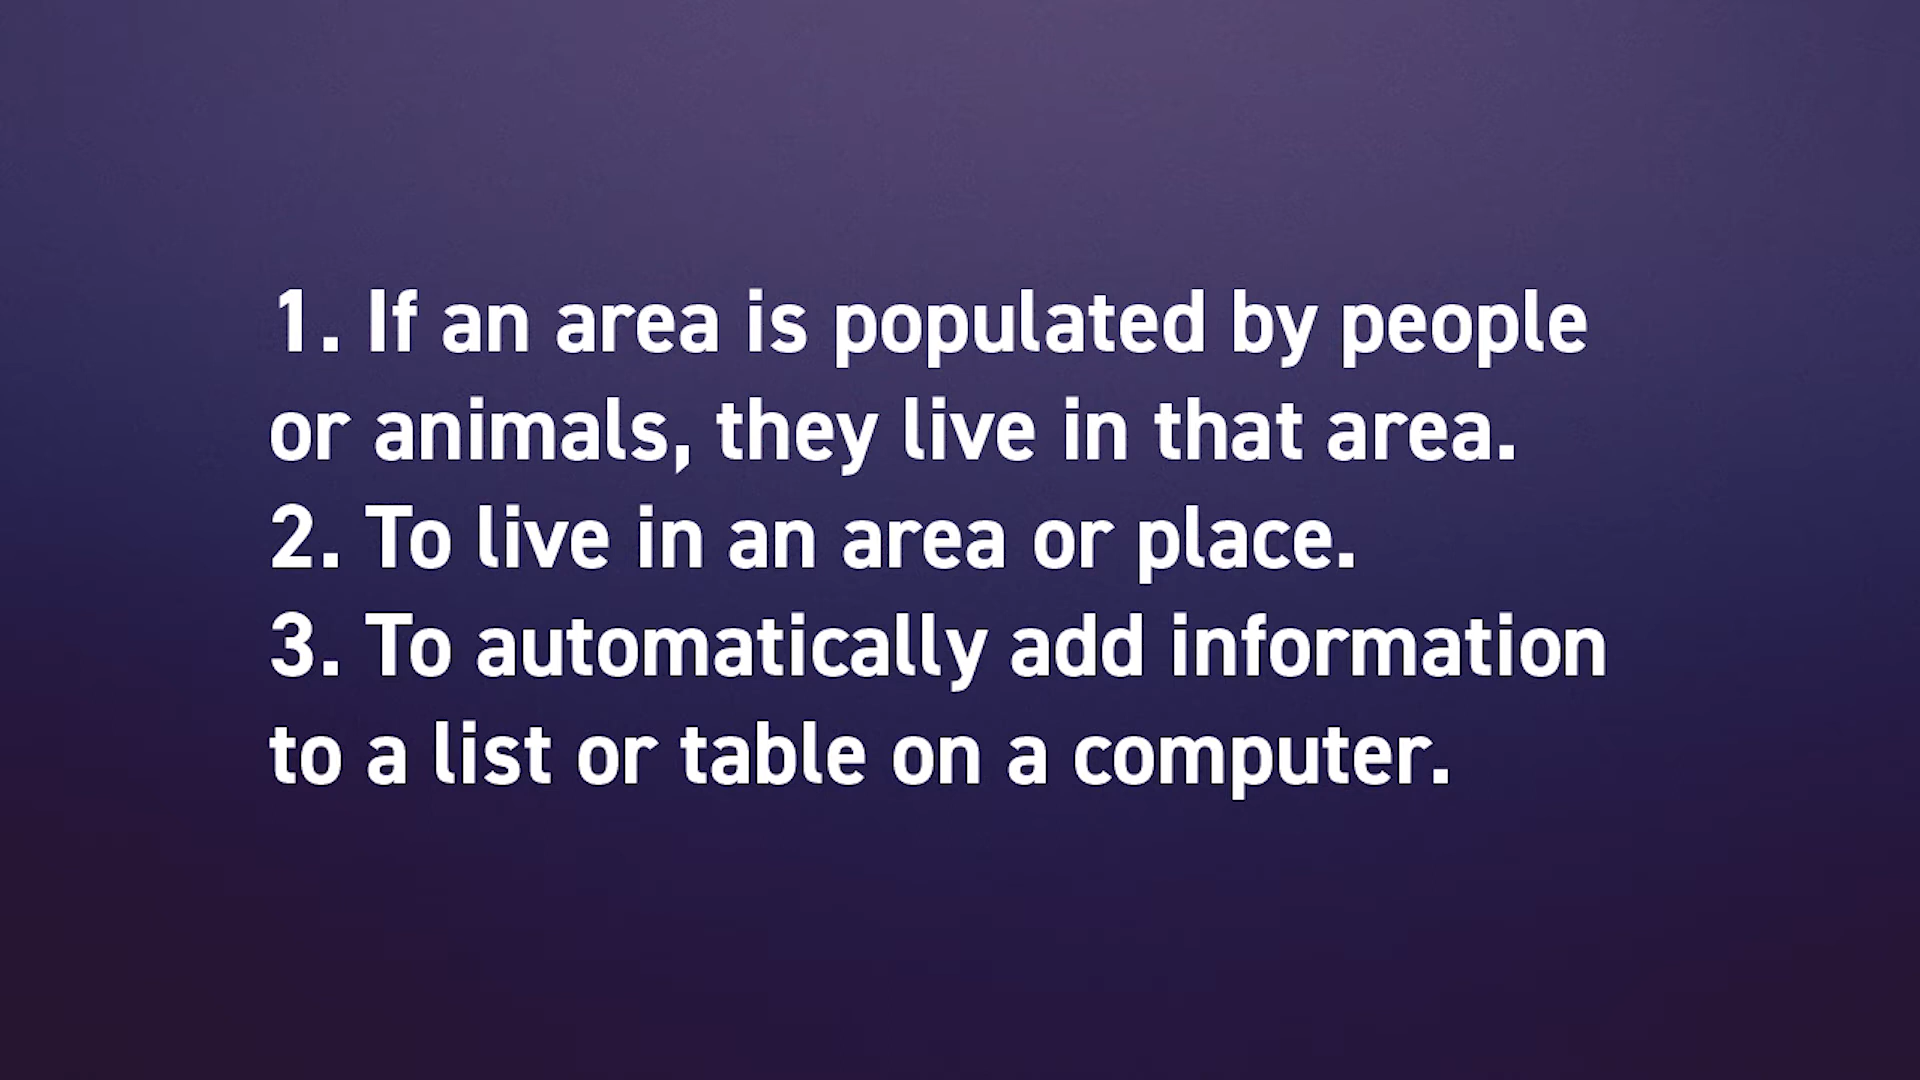 1. If an area is populated by people
or animals, they live in that area.
2. To live in an area or place.
3. To automatically add information
to a list or table on a computer.